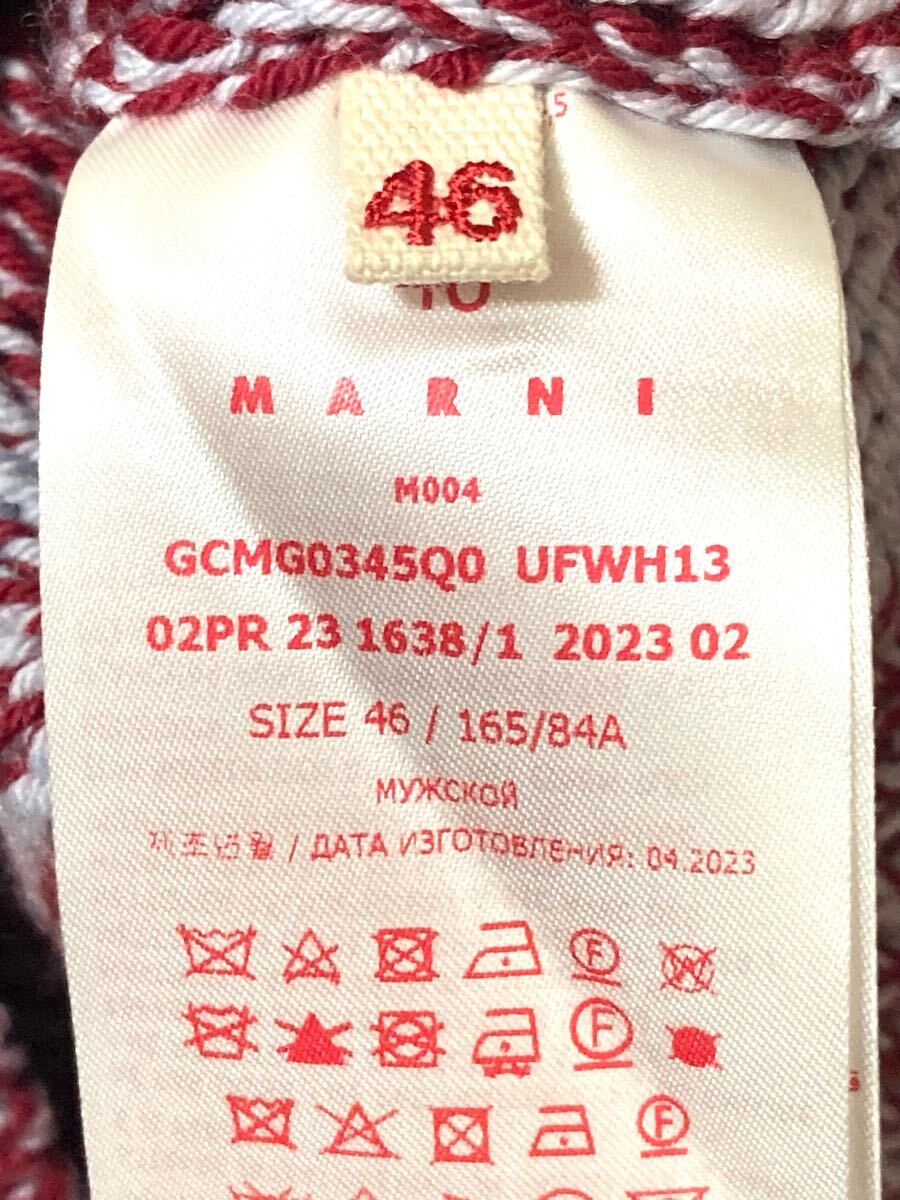 46
MARNI
M004
GCMG0345Q0 UFWH13
02PR 23 1638/1 2023 02
SIZE 46 / 165/84A
МУЖСКОЙ
제조년월 / ДАТА ИЗГОТОВЛЕНИЯ: 04.2023
F
W
F
F